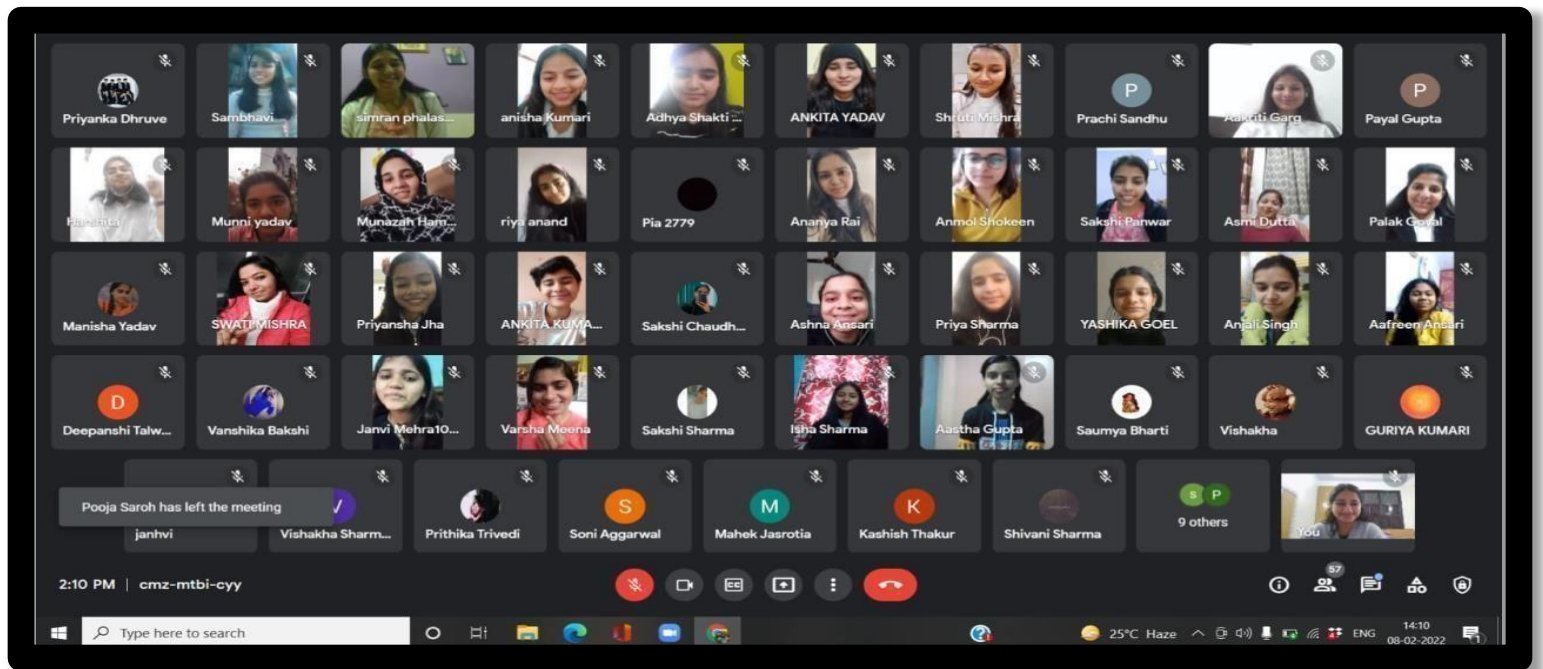 Priyanka Dhruve
Sambhavi
simran phalas...
anisha Kumari
Adhya Shakti ...
ANKITA YADAV
Shruti Mishra
P
Prachi Sandhu
Aakriti Garg
P
Payal Gupta
Harshita
Munni yadav
Munazah Ham...
riya anand
Pia 2779
Ananya Rai
Anmol Shokeen
Sakshi Panwar
Asmi Dutta
Palak Goyal
Manisha Yadav
SWATI MISHRA
Priyansha Jha
ANKITA KUMA...
Sakshi Chaudh...
Ashna Ansari
Priya Sharma
YASHIKA GOEL
Anjali Singh
Aafreen Ansari
D
Deepanshi Talw...
Vanshika Bakshi
Janvi Mehra10...
Varsha Meena
Sakshi Sharma
Isha Sharma
Aastha Gupta
Saumya Bharti
Vishakha
GURIYA KUMARI
Pooja Saroh has left the meeting
janhvi
V
Vishakha Sharm...
Prithika Trivedi
S
Soni Aggarwal
M
Mahek Jasrotia
K
Kashish Thakur
Shivani Sharma
S P
9 others
You
2:10 PM | cmz-mtbi-cyy
CC
57
Type here to search
25°C Haze
ENG
14:10
08-02-2022
1